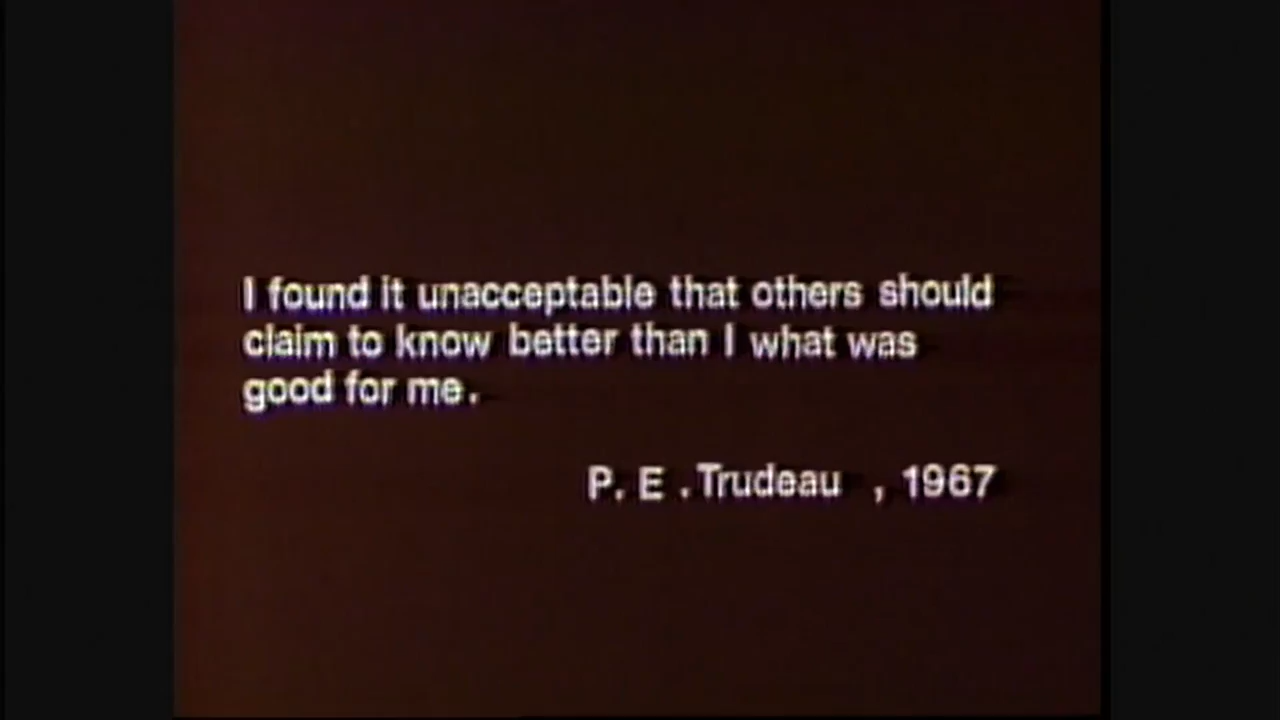 I found it unacceptable that others should
claim to know better than I what was
good for me.
P. E. Trudeau , 1967